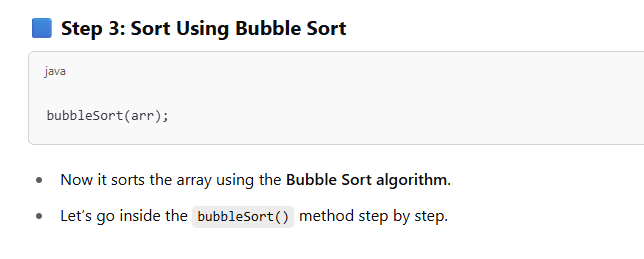 Step 3: Sort Using Bubble Sort
java
bubbleSort(arr);
Now it sorts the array using the Bubble Sort algorithm.
Let’s go inside the bubbleSort() method step by step.